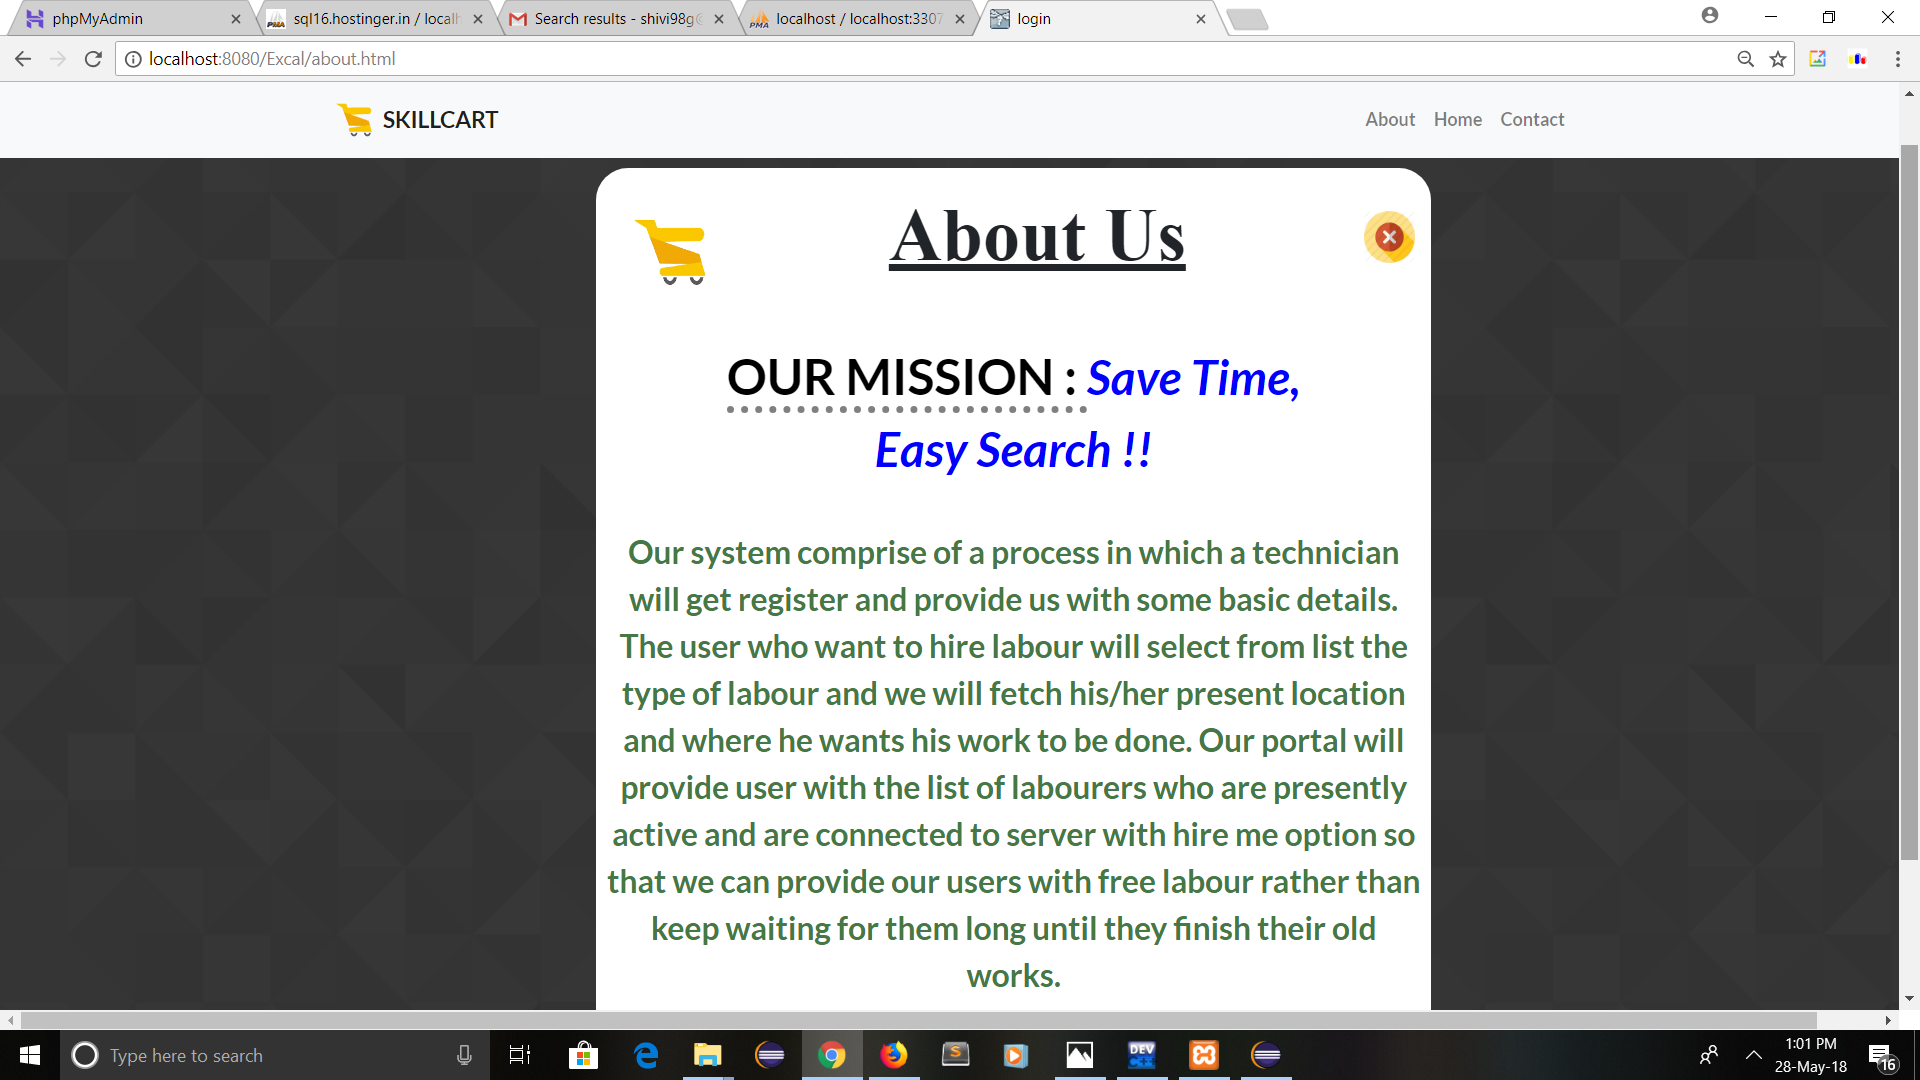 phpMyAdmin
sql16.hostinger.in / localh
Search results - shivi98g@
localhost / localhost:3307
login
localhost:8080/Excal/about.html
SKILLCART
About Home Contact
About Us
OUR MISSION : Save Time,
Easy Search !!
Our system comprise of a process in which a technician
will get register and provide us with some basic details.
The user who want to hire labour will select from list the
type of labour and we will fetch his/her present location
and where he wants his work to be done. Our portal will
provide user with the list of labourers who are presently
active and are connected to server with hire me option so
that we can provide our users with free labour rather than
keep waiting for them long until they finish their old
works.
Type here to search
DEV
C++
1:01 PM
28-May-18
16